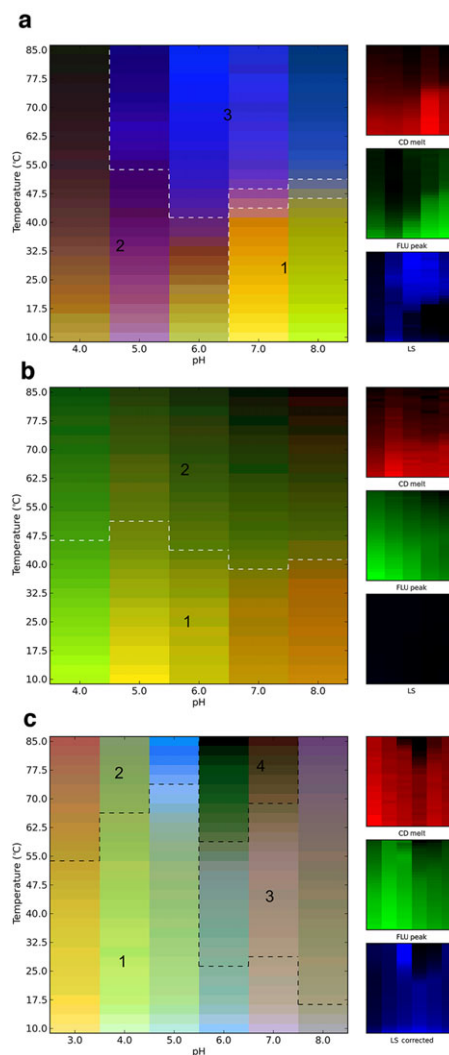 a
Temperature (°C)
85.0
77.5
70.0
62.5
55.0
47.5
40.0
32.5
25.0
17.5
10.0
3
2
1
4.0 5.0 6.0 7.0 8.0
pH
CD melt
FLU peak
LS
b
Temperature (°C)
85.0
77.5
70.0
62.5
55.0
47.5
40.0
32.5
25.0
17.5
10.0
2
1
4.0 5.0 6.0 7.0 8.0
pH
CD melt
FLU peak
LS
c
Temperature (°C)
85.0
77.5
70.0
62.5
55.0
47.5
40.0
32.5
25.0
17.5
10.0
2
4
3
1
3.0 4.0 5.0 6.0 7.0 8.0
pH
CD melt
FLU peak
LS corrected